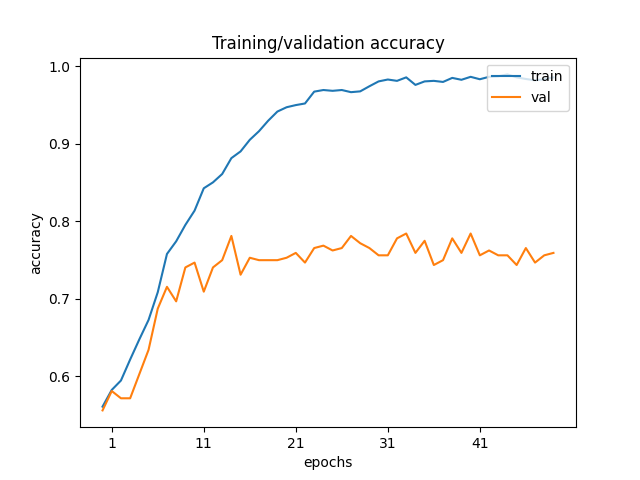 Training/validation accuracy
1.0
0.9
0.8
0.7
0.6
accuracy
train
val
1 11 21 31 41
epochs